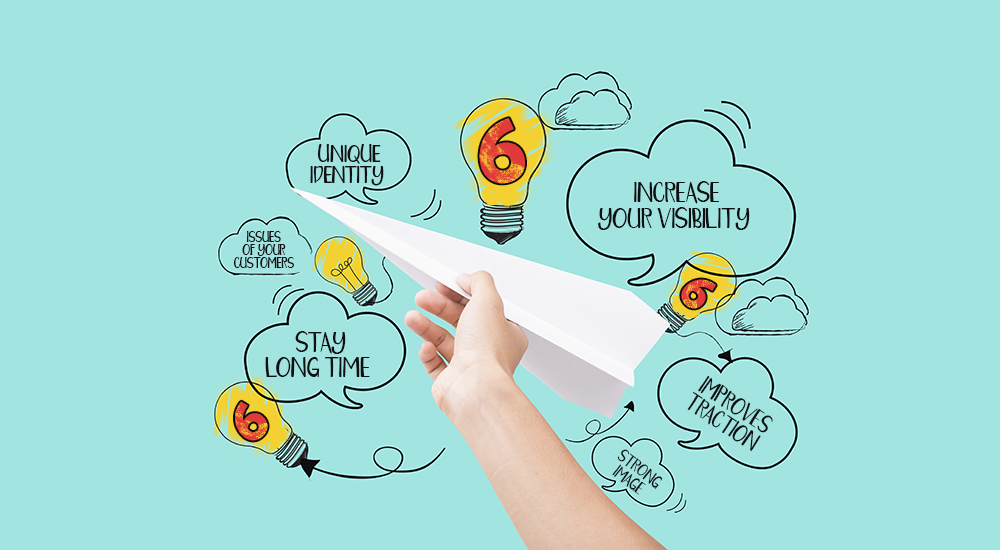 UNIQUE
IDENTITY
6
INCREASE
YOUR VISIBILITY
ISSUES
OF YOUR
CUSTOMERS
6
STAY
LONG TIME
6
IMPROVES
TRACTION
STRONG
IMAGE